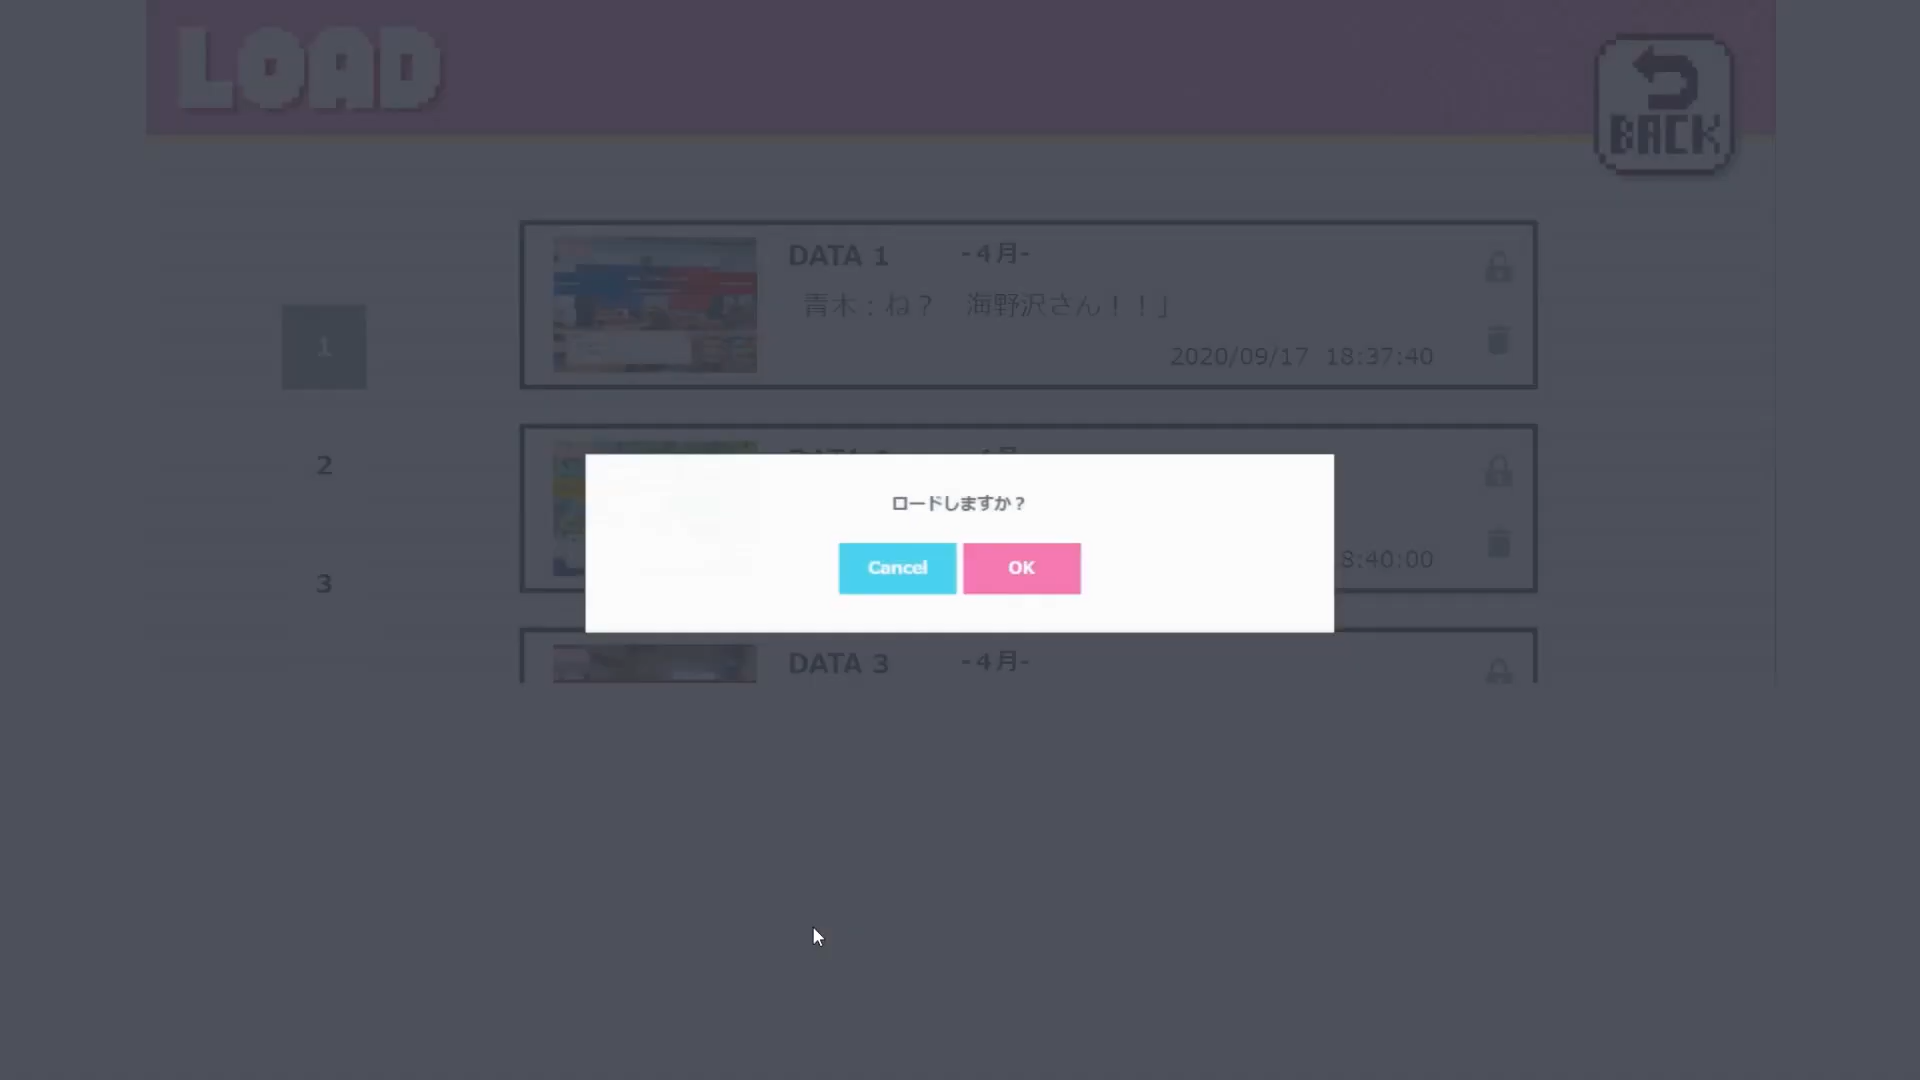 LOAD
BACK
DATA 1 -4月-
青木：ね？　海野沢さん！！」
2020/09/17 18:37:40
1
2
3
ロードしますか？
Cancel
OK
8:40:00
DATA 3 -4月-